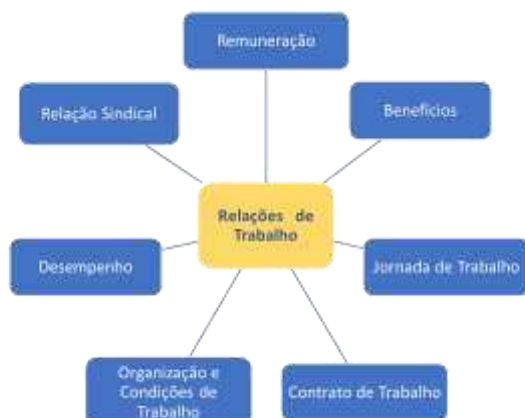 Remuneração
Relação Sindical
Benefícios
Relações de
Trabalho
Desempenho
Jornada de Trabalho
Organização e
Condições de
Trabalho
Contrato de Trabalho